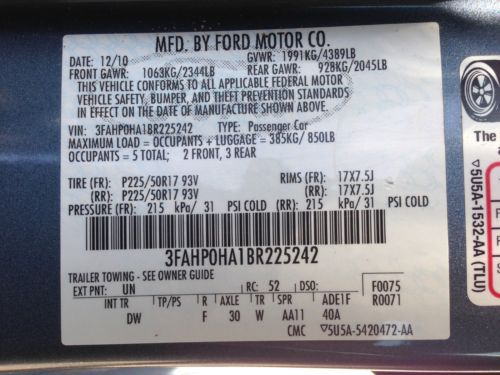 MFD. BY FORD MOTOR CO.
DATE: 12/10 GVWR: 1991KG/4389LB
FRONT GAWR: 1063KG/2344LB REAR GAWR: 928KG/2045LB
THIS VEHICLE CONFORMS TO ALL APPLICABLE FEDERAL MOTOR
VEHICLE SAFETY, BUMPER, AND THEFT PREVENTION STANDARDS
IN EFFECT ON THE DATE OF MANUFACTURE SHOWN ABOVE.
VIN: 3FAHP0HA1BR225242 TYPE: Passenger Car
MAXIMUM LOAD = OCCUPANTS + LUGGAGE = 385KG/ 850LB
OCCUPANTS = 5 TOTAL; 2 FRONT, 3 REAR
TIRE (FR): P225/50R17 93V RIMS (FR) 17X7.5J
(RR): P225/50R17 93V (RR): 17X7.5J
PRESSURE (FR): 215 kPa/ 31 PSI COLD (RR): 215 kPa/ 31 PSI COLD
3FAHP0HA1BR225242
TRAILER TOWING - SEE OWNER GUIDE
EXT PNT: UN RC: 52 F0075
INT TR TP/PS R AXLE TR SPR ADE1F R0071
DW F 30 W AA11 40A
CMC ▽5U5A-5420472-AA
The
▽5U5A-1532-AA (TLU)